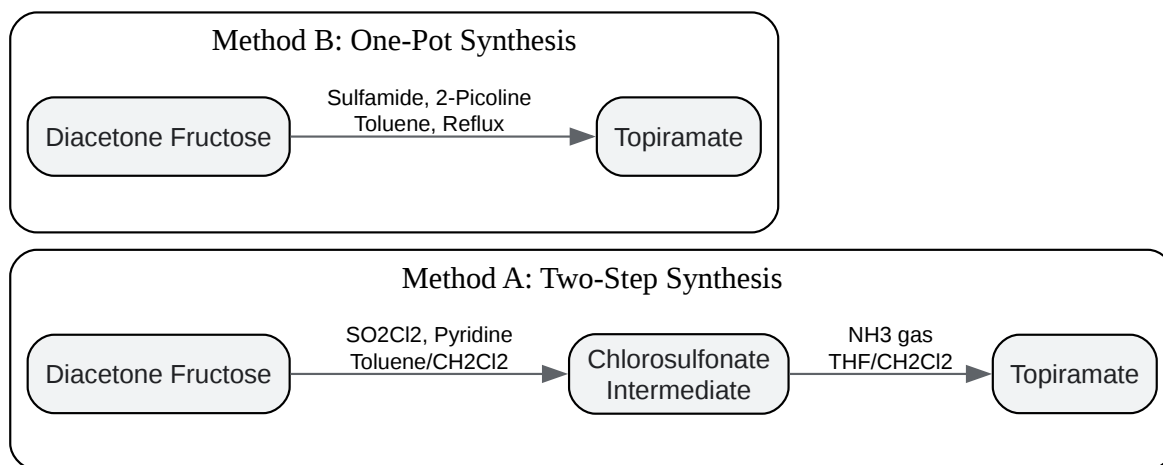 Method B: One-Pot Synthesis
Diacetone Fructose
Sulfamide, 2-Picoline
Toluene, Reflux
Topiramate
Method A: Two-Step Synthesis
Diacetone Fructose
SO2Cl2, Pyridine
Toluene/CH2Cl2
Chlorosulfonate
Intermediate
NH3 gas
THF/CH2Cl2
Topiramate